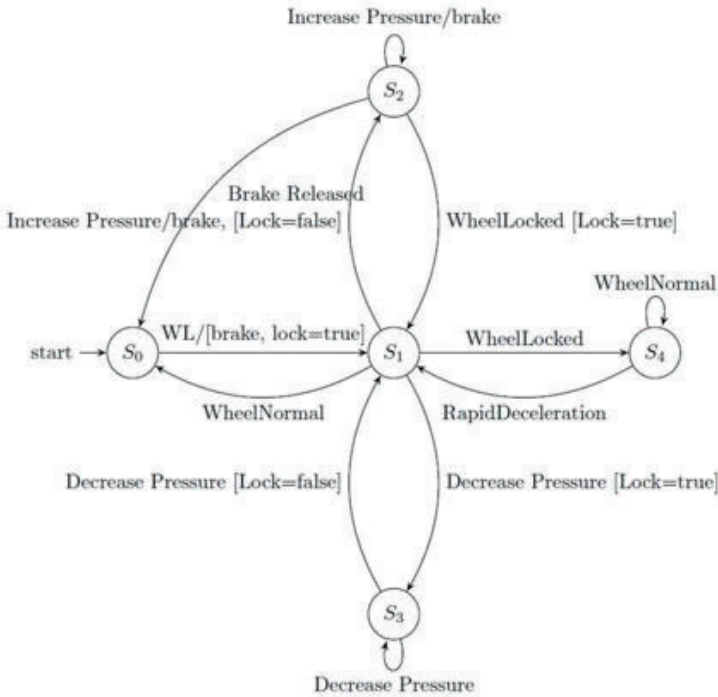 Increase Pressure/brake
S2
Brake Released
Increase Pressure/brake, [Lock=false]
WheelLocked [Lock=true]
WheelNormal
start
S0
WL/[brake, lock=true]
S1
WheelLocked
S4
WheelNormal
RapidDeceleration
Decrease Pressure [Lock=false]
Decrease Pressure [Lock=true]
S3
Decrease Pressure